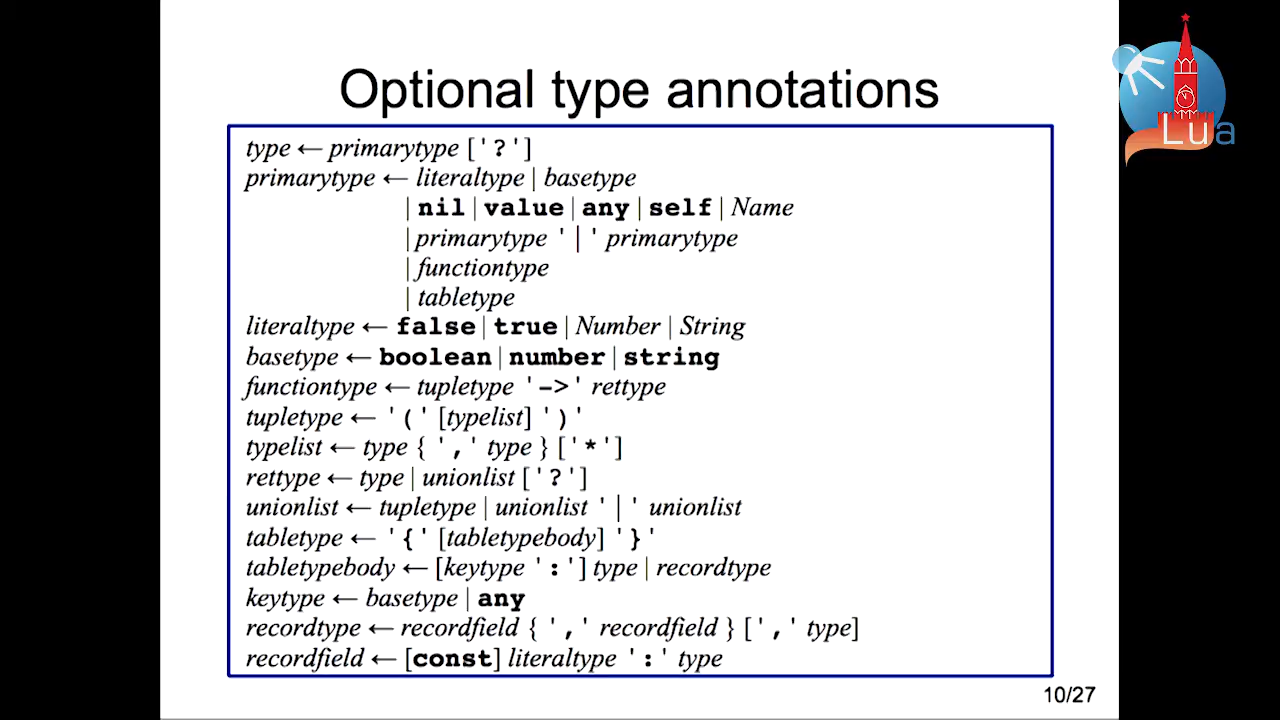 Optional type annotations
type ← primarytype ['?']
primarytype ← literaltype | basetype
| nil | value | any | self | Name
| primarytype '|' primarytype
| functiontype
| tabletype
literaltype ← false | true | Number | String
basetype ← boolean | number | string
functiontype ← tupletype '->' rettype
tupletype ← '(' [typelist] ')'
typelist ← type { ',' type } ['*']
rettype ← type | unionlist ['?']
unionlist ← tupletype | unionlist '|' unionlist
tabletype ← '{' [tabletypebody] '}'
tabletypebody ← [keytype ':'] type | recordtype
keytype ← basetype | any
recordtype ← recordfield { ',' recordfield } [',' type]
recordfield ← [const] literaltype ':' type
10/27
Lua